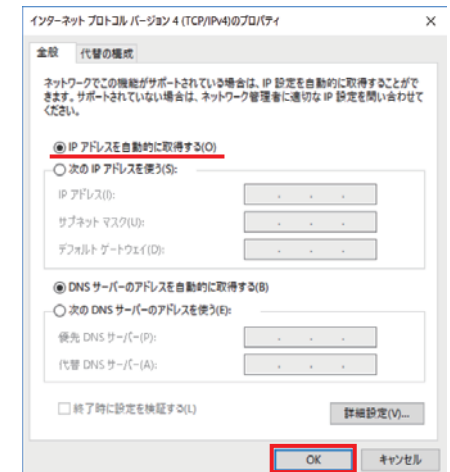 インターネット プロトコル バージョン 4 (TCP/IPv4)のプロパティ
全般
代替の構成
ネットワークでこの機能がサポートされている場合は、IP 設定を自動的に取得することがで
きます。サポートされていない場合は、ネットワーク管理者に適切な IP 設定を問い合わせて
ください。
IP アドレスを自動的に取得する(O)
次の IP アドレスを使う(S):
IP アドレス(I):
サブネット マスク(U):
デフォルト ゲートウェイ(D):
DNS サーバーのアドレスを自動的に取得する(B)
次の DNS サーバーのアドレスを使う(E):
優先 DNS サーバー(P):
代替 DNS サーバー(A):
終了時に設定を検証する(L)
詳細設定(V)...
OK
キャンセル